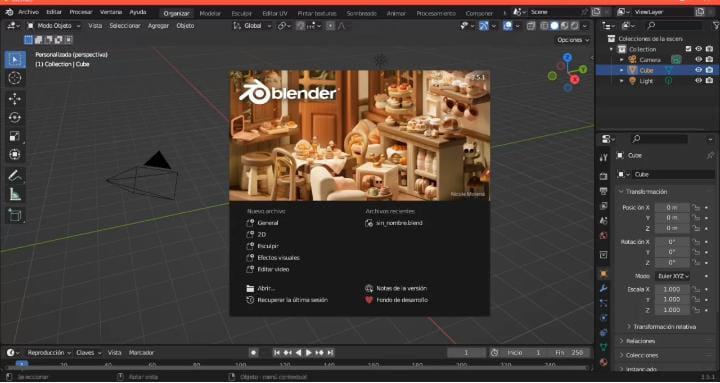 Archivo Editar Procesar Ventana Ayuda Organizar Modelar Esculpir Editar UV Pintar texturas Sombreado Animar Procesamiento Componer Scene ViewLayer
Modo Objeto Vista Seleccionar Agregar Objeto Global
Opciones
Personalizada (perspectiva)
(1) Collection | Cube
Colecciones de la escen
Collection
Camera
Cube
Light
blender
3.5.1
Nicole Morena
Nuevo archivo
General
2D
Esculpir
Efectos visuales
Editar video
Archivos recientes
sin_nombre.blend
Abrir...
Recuperar la última sesión
Notas de la versión
Fondo de desarrollo
Cube
Cube
Transformación
Posición X 0 m
Y 0 m
Z 0 m
Rotación X 0°
Y 0°
Z 0°
Modo Euler XYZ
Escala X 1.000
Y 1.000
Z 1.000
Transformación relativa
Relaciones
Colecciones
Instanciado
Reproducción Claves Vista Marcador 1 Inicio 1 Fin 250
Seleccionar Rotar vista Objeto - menú contextual 3.5.1